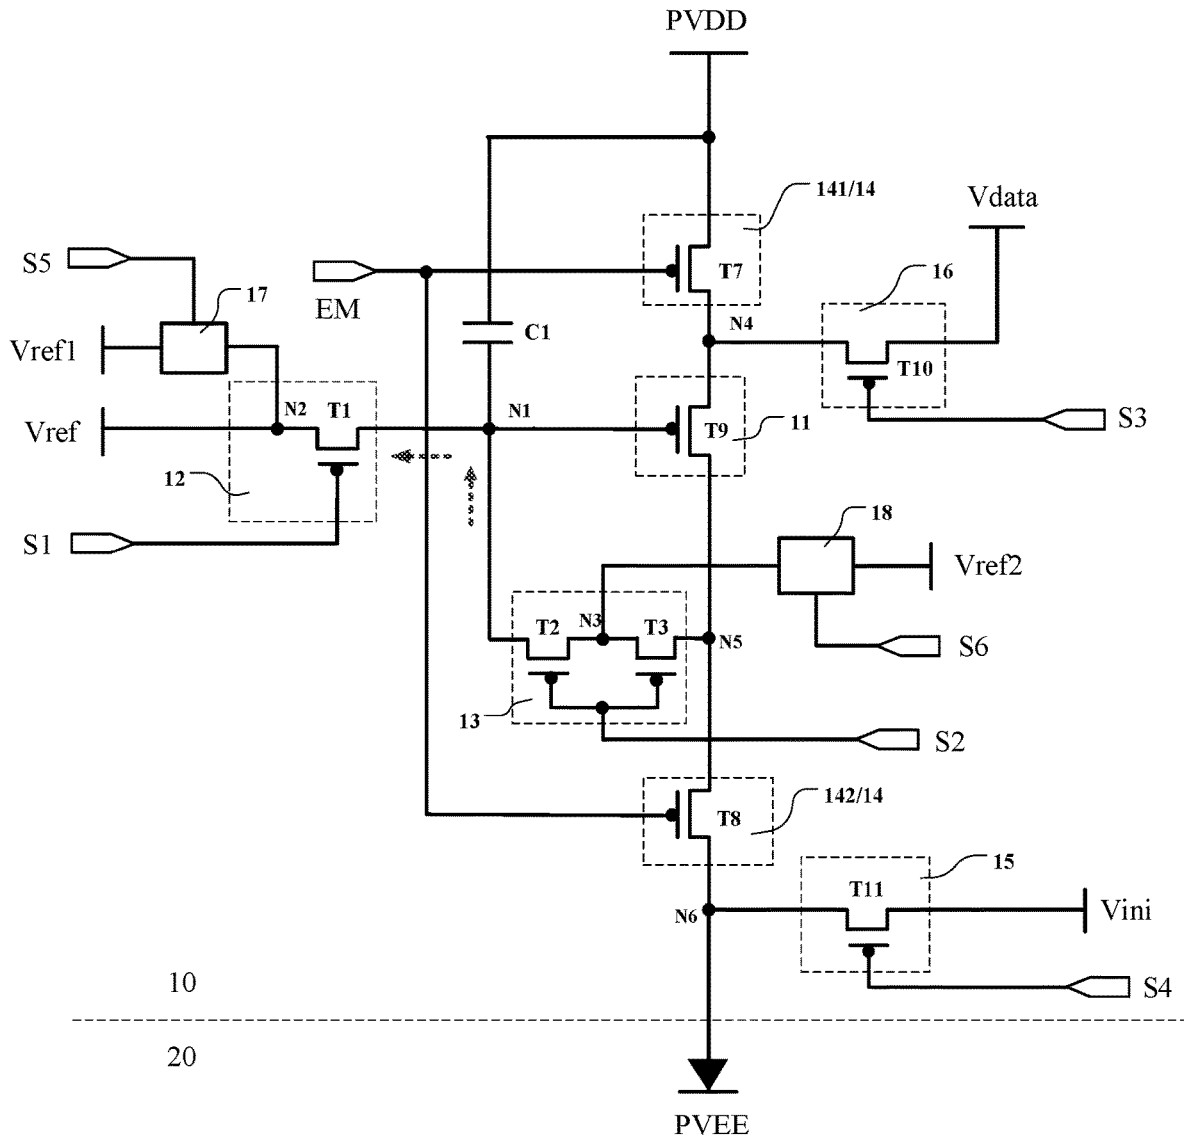 PVDD
141/14
Vdata
S5
17
T7
16
EM
N4
Vref1
C1
T10
N2
T1
N1
Vref
T9
11
S3
12
18
S1
Vref2
T2
N3
T3
N5
S6
13
S2
142/14
T8
15
T11
N6
Vini
10
S4
20
PVEE